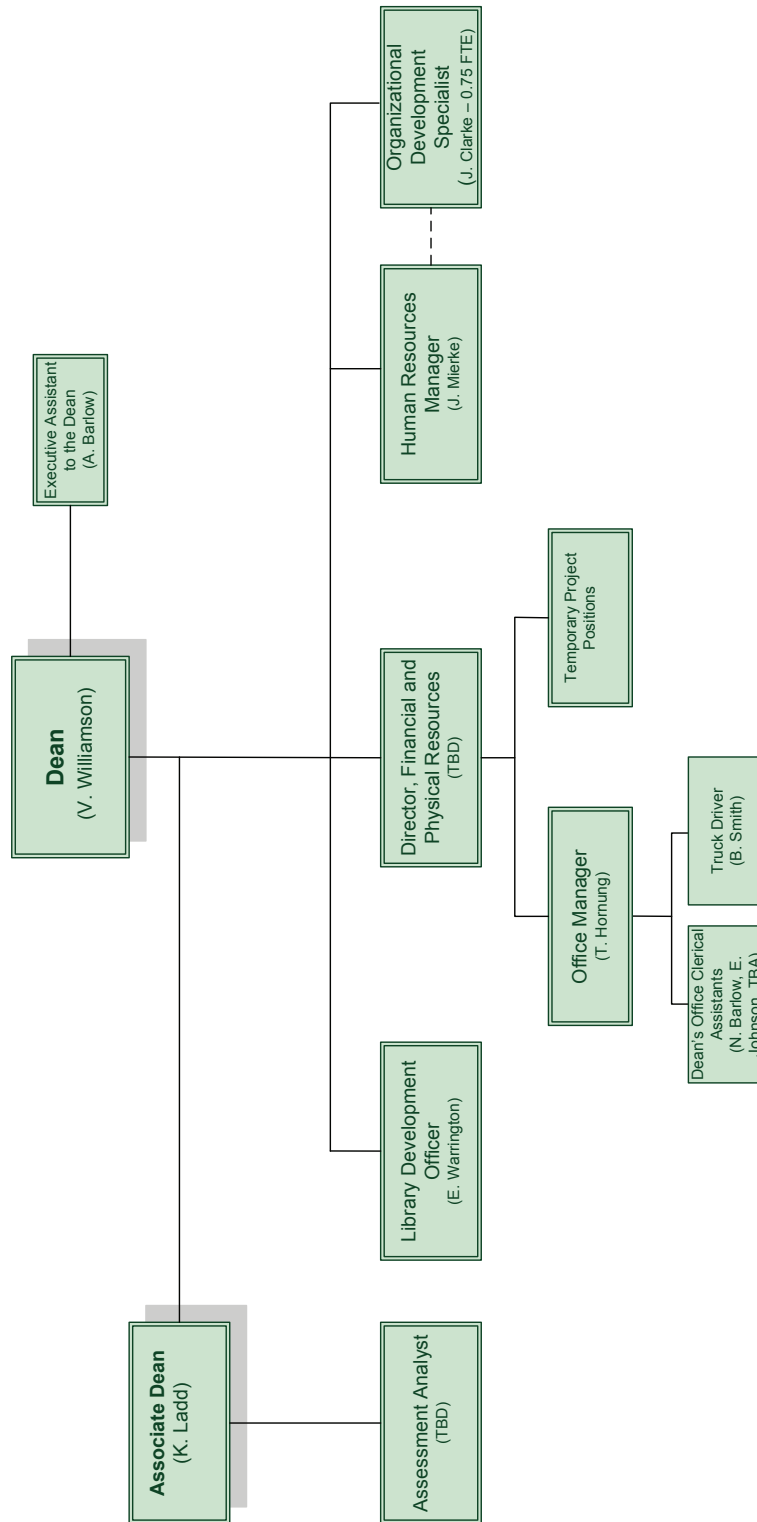 Dean
(V. Williamson)
Executive Assistant
to the Dean
(A. Barlow)
Associate Dean
(K. Ladd)
Assessment Analyst
(TBD)
Library Development
Officer
(E. Warrington)
Director, Financial and
Physical Resources
(TBD)
Human Resources
Manager
(J. Mierke)
Organizational
Development
Specialist
(J. Clarke – 0.75 FTE)
Office Manager
(T. Hornung)
Temporary Project
Positions
Dean's Office Clerical
Assistants
(N. Barlow, E.
Johnson, TBA)
Truck Driver
(B. Smith)